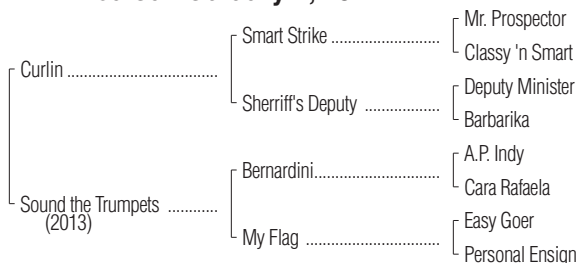 Smart Strike
Mr. Prospector
Classy 'n Smart
Curlin
Sherriff's Deputy
Deputy Minister
Barbarika
Bernardini
A.P. Indy
Cara Rafaela
Sound the Trumpets
(2013)
My Flag
Easy Goer
Personal Ensign